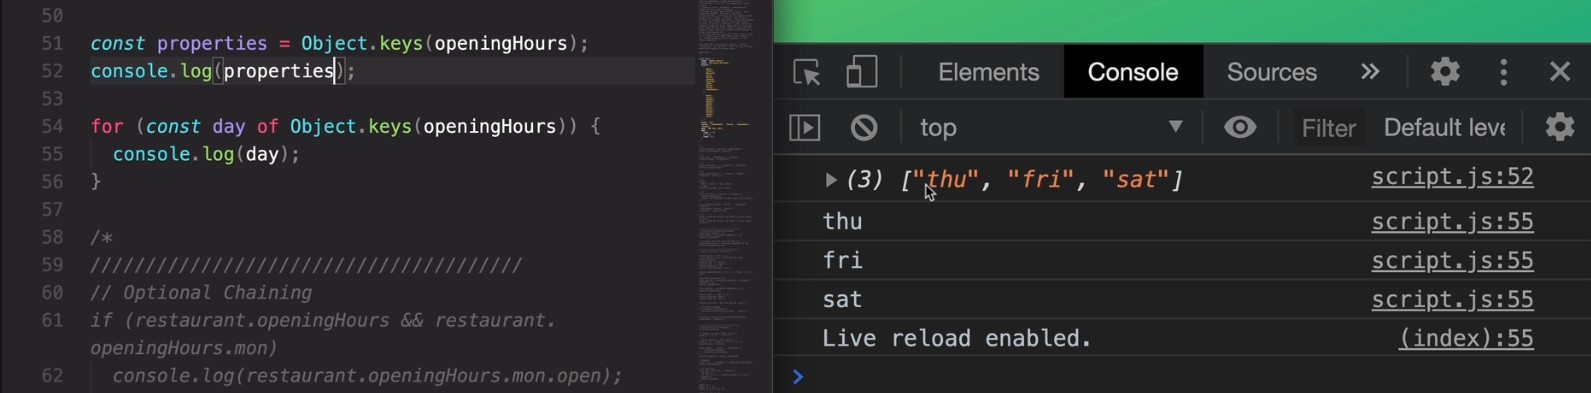 50
51 const properties = Object.keys(openingHours);
52 console.log(properties);
53
54 for (const day of Object.keys(openingHours)) {
55 console.log(day);
56 }
57
58 /*
59 ///////////////////////////////////////
60 // Optional Chaining
61 if (restaurant.openingHours && restaurant.
openingHours.mon)
62 console.log(restaurant.openingHours.mon.open);
Elements Console Sources »
top Filter Default leve
(3) ["thu", "fri", "sat"] script.js:52
thu script.js:55
fri script.js:55
sat script.js:55
Live reload enabled. (index):55
>